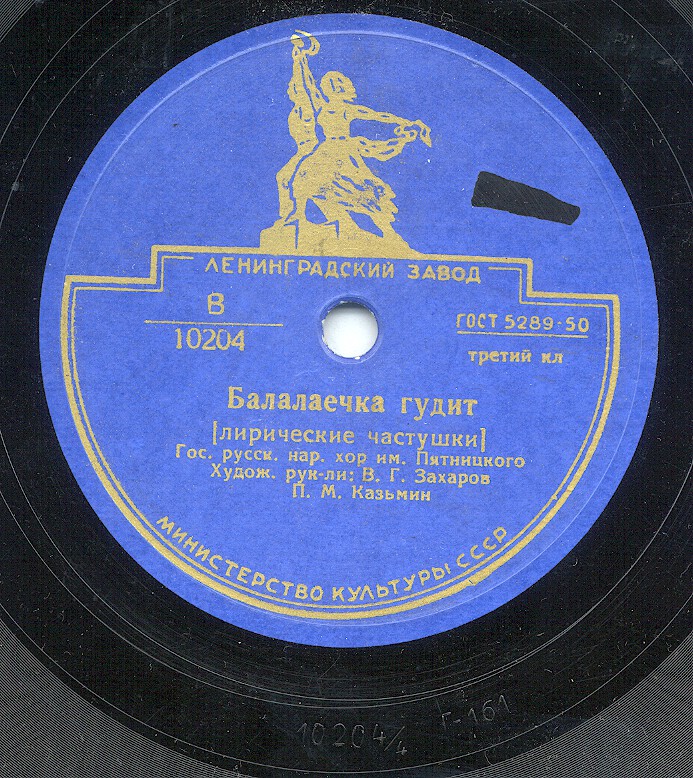 ЛЕНИНГРАДСКИЙ ЗАВОД
В
10204
ГОСТ 5289-50
третий кл
Балалаечка гудит
[лирические частушки]
Гос. русск. нар. хор им. Пятницкого
Худож. рук-ли: В. Г. Захаров
П. М. Казьмин
МИНИСТЕРСТВО КУЛЬТУРЫ СССР
10204/4 Г-161